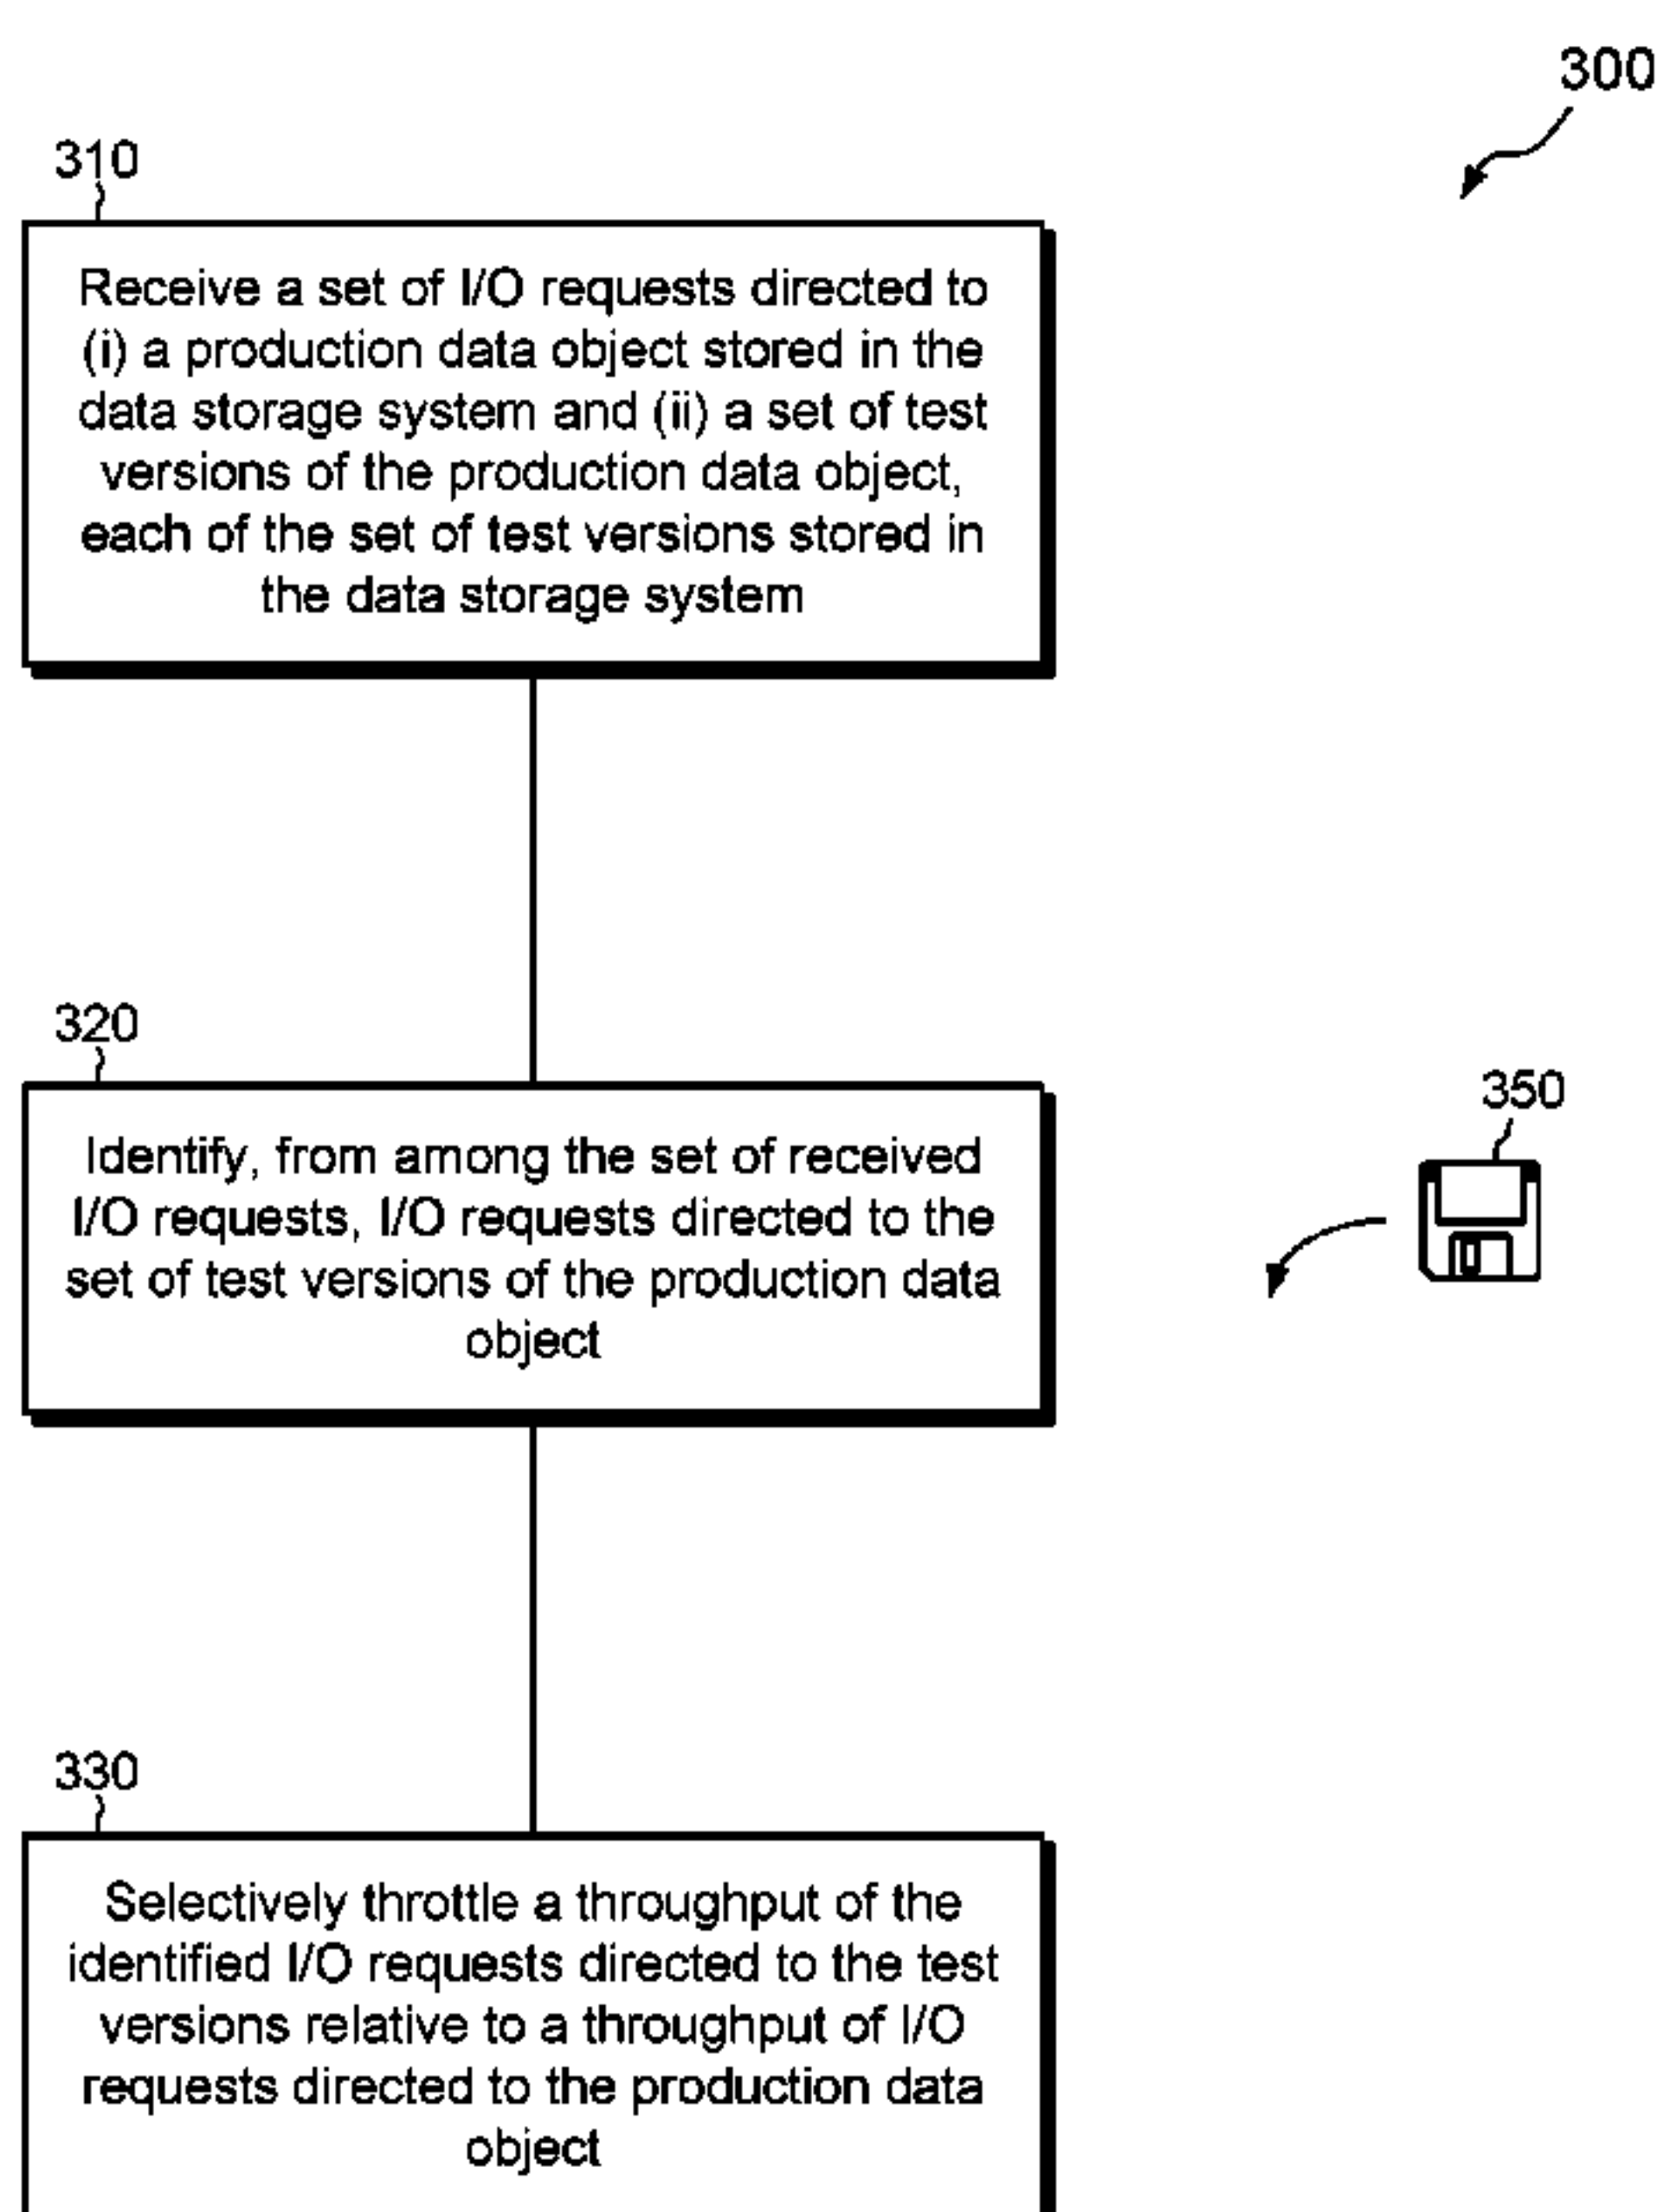 300
310
Receive a set of I/O requests directed to
(i) a production data object stored in the
data storage system and (ii) a set of test
versions of the production data object,
each of the set of test versions stored in
the data storage system
320
350
Identify, from among the set of received
I/O requests, I/O requests directed to the
set of test versions of the production data
object
330
Selectively throttle a throughput of the
identified I/O requests directed to the test
versions relative to a throughput of I/O
requests directed to the production data
object